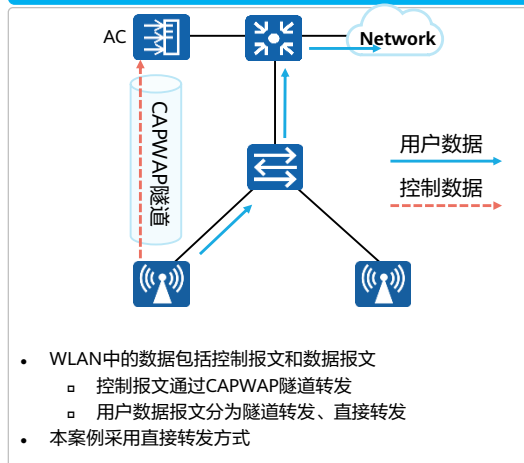 AC
Network
CAPWAP隧道
用户数据
控制数据
• WLAN中的数据包括控制报文和数据报文
▫ 控制报文通过CAPWAP隧道转发
▫ 用户数据报文分为隧道转发、直接转发
• 本案例采用直接转发方式